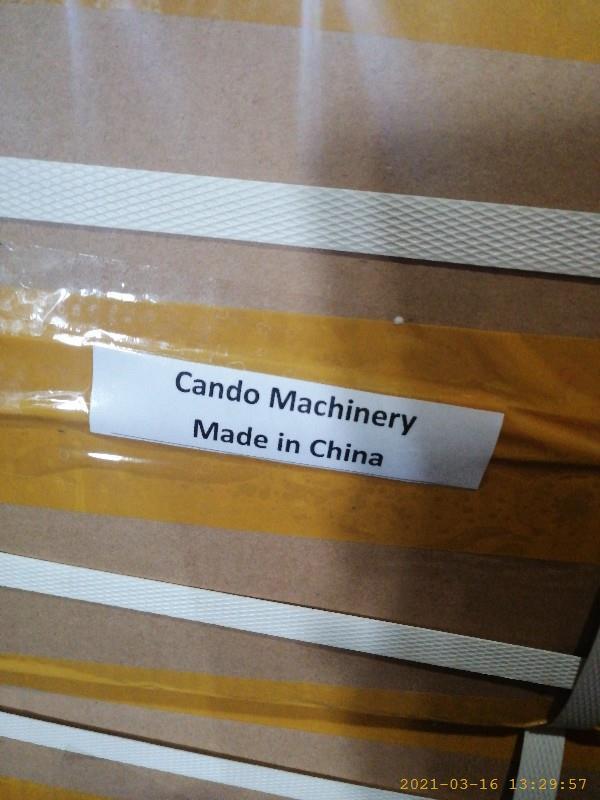 Cando Machinery
Made in China
2021-03-16 13:29:57